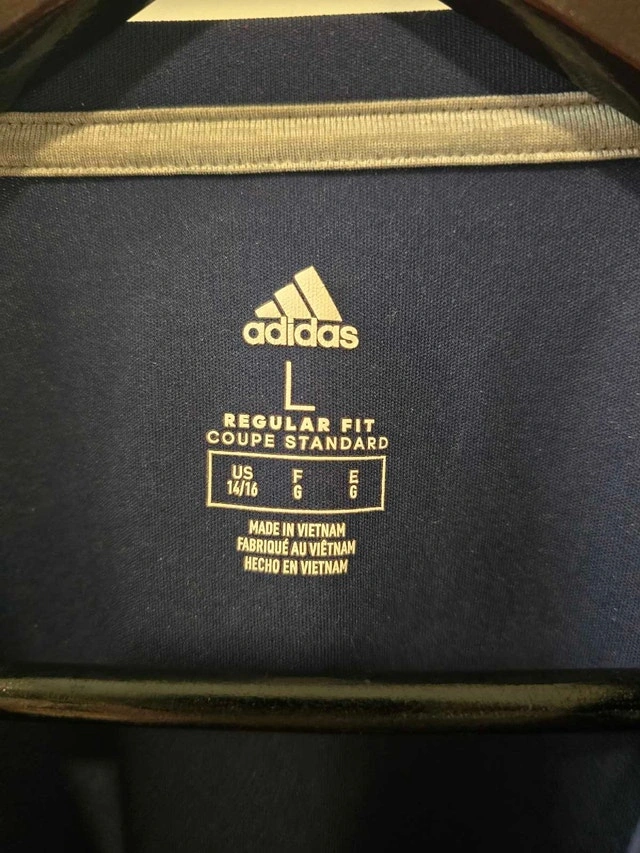 adidas
L
REGULAR FIT
COUPE STANDARD
US F E
14/16 G G
MADE IN VIETNAM
FABRIQUÉ AU VIÊTNAM
HECHO EN VIETNAM